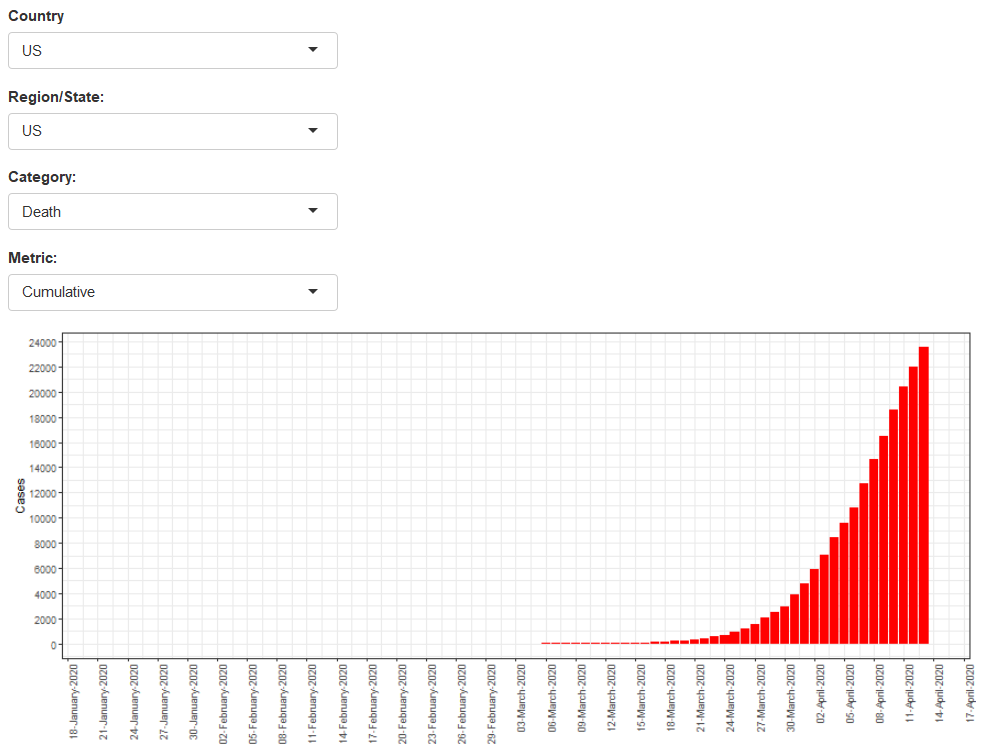 Country
US
Region/State:
US
Category:
Death
Metric:
Cumulative
24000
22000
20000
18000
16000
14000
12000
10000
8000
6000
4000
2000
0
Cases
18-January-2020
21-January-2020
24-January-2020
27-January-2020
30-January-2020
02-February-2020
05-February-2020
08-February-2020
11-February-2020
14-February-2020
17-February-2020
20-February-2020
23-February-2020
26-February-2020
29-February-2020
03-March-2020
06-March-2020
09-March-2020
12-March-2020
15-March-2020
18-March-2020
21-March-2020
24-March-2020
27-March-2020
30-March-2020
02-April-2020
05-April-2020
08-April-2020
11-April-2020
14-April-2020
17-April-2020